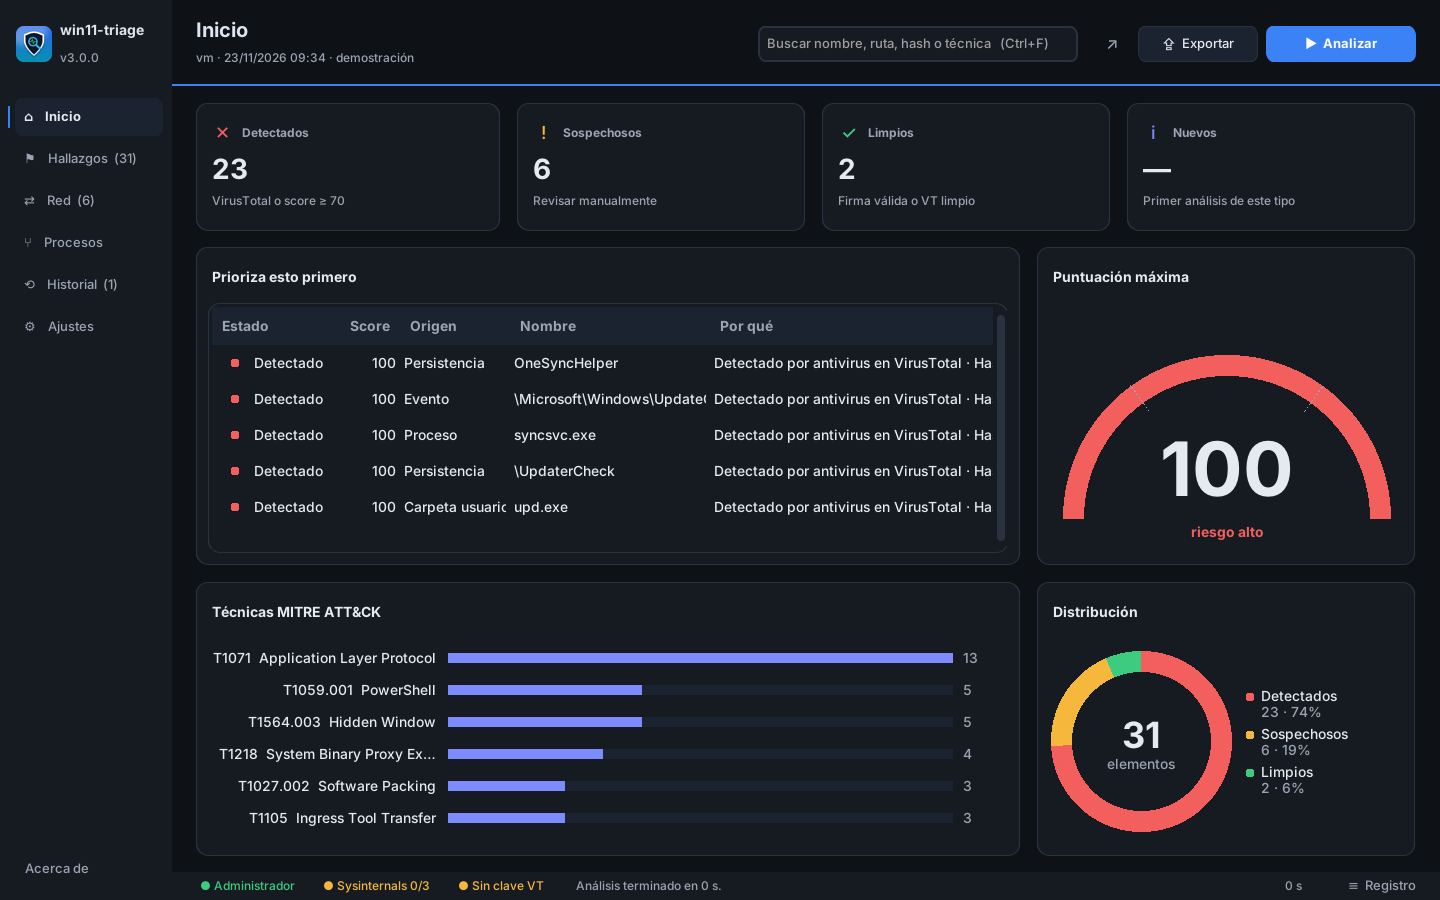 win11-triage
v3.0.0
Inicio
Hallazgos (31)
Red (6)
Procesos
Historial (1)
Ajustes
Acerca de
Inicio
vm · 23/11/2026 09:34 · demostración
Buscar nombre, ruta, hash o técnica (Ctrl+F)
Exportar
Analizar
Detectados
23
VirusTotal o score ≥ 70
Sospechosos
6
Revisar manualmente
Limpios
2
Firma válida o VT limpio
Nuevos
—
Primer análisis de este tipo
Prioriza esto primero
Estado Score Origen Nombre Por qué
Detectado 100 Persistencia OneSyncHelper Detectado por antivirus en VirusTotal · Ha
Detectado 100 Evento \Microsoft\Windows\Update Detectado por antivirus en VirusTotal · Ha
Detectado 100 Proceso syncsvc.exe Detectado por antivirus en VirusTotal · Ha
Detectado 100 Persistencia \UpdaterCheck Detectado por antivirus en VirusTotal · Ha
Detectado 100 Carpeta usuario upd.exe Detectado por antivirus en VirusTotal · Ha
Puntuación máxima
100
riesgo alto
Técnicas MITRE ATT&CK
T1071 Application Layer Protocol 13
T1059.001 PowerShell 5
T1564.003 Hidden Window 5
T1218 System Binary Proxy Ex... 4
T1027.002 Software Packing 3
T1105 Ingress Tool Transfer 3
Distribución
31
elementos
Detectados
23 · 74%
Sospechosos
6 · 19%
Limpios
2 · 6%
Administrador
Sysinternals 0/3
Sin clave VT
Análisis terminado en 0 s.
0 s
Registro